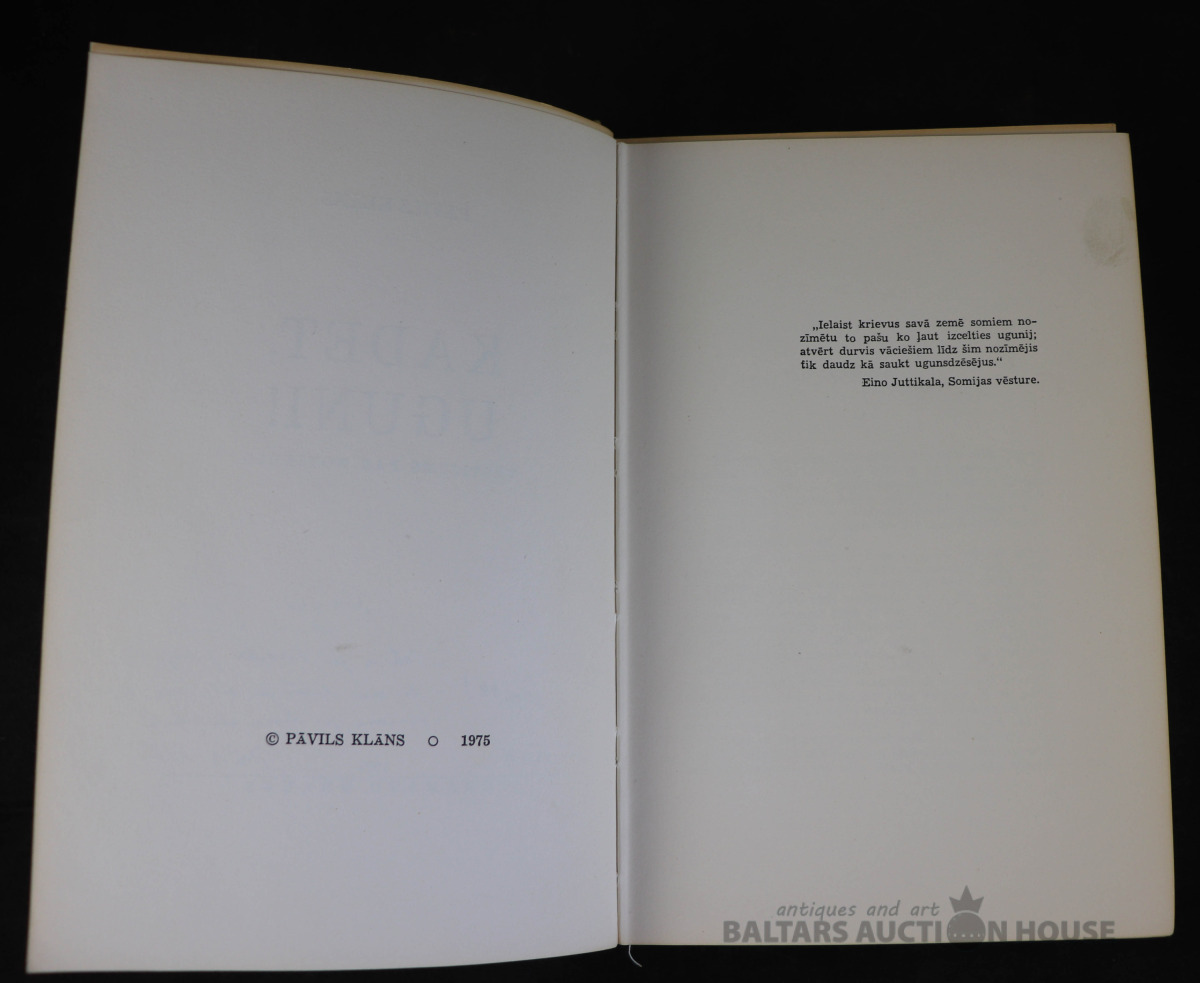 © PĀVILS KLĀNS O 1975
„Ielaist krievus savā zemē somiem no-
zīmētu to pašu ko ļaut izcelties ugunij;
atvērt durvis vāciešiem līdz šim nozīmējis
tik daudz kā saukt ugunsdzēsējus.“
Eino Juttikala, Somijas vēsture.
antiques and art
BALTARS AUCTION HOUSE